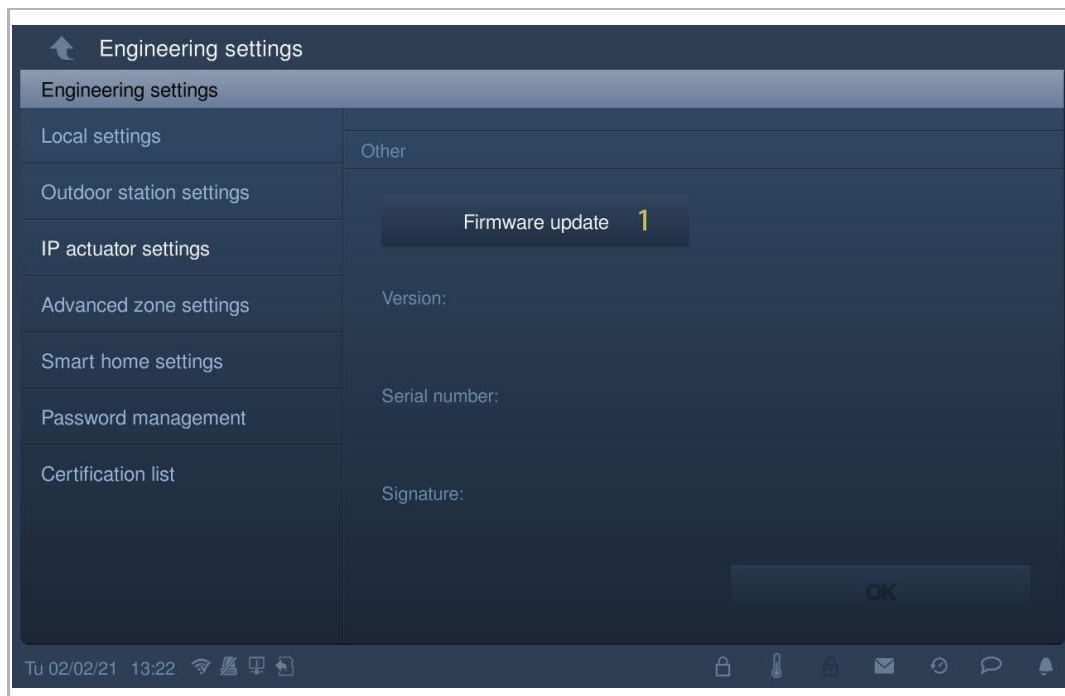 Engineering settings
Engineering settings
Local settings
Outdoor station settings
IP actuator settings
Advanced zone settings
Smart home settings
Password management
Certification list
Other
Firmware update 1
Version:
Serial number:
Signature:
OK
Tu 02/02/21 13:22